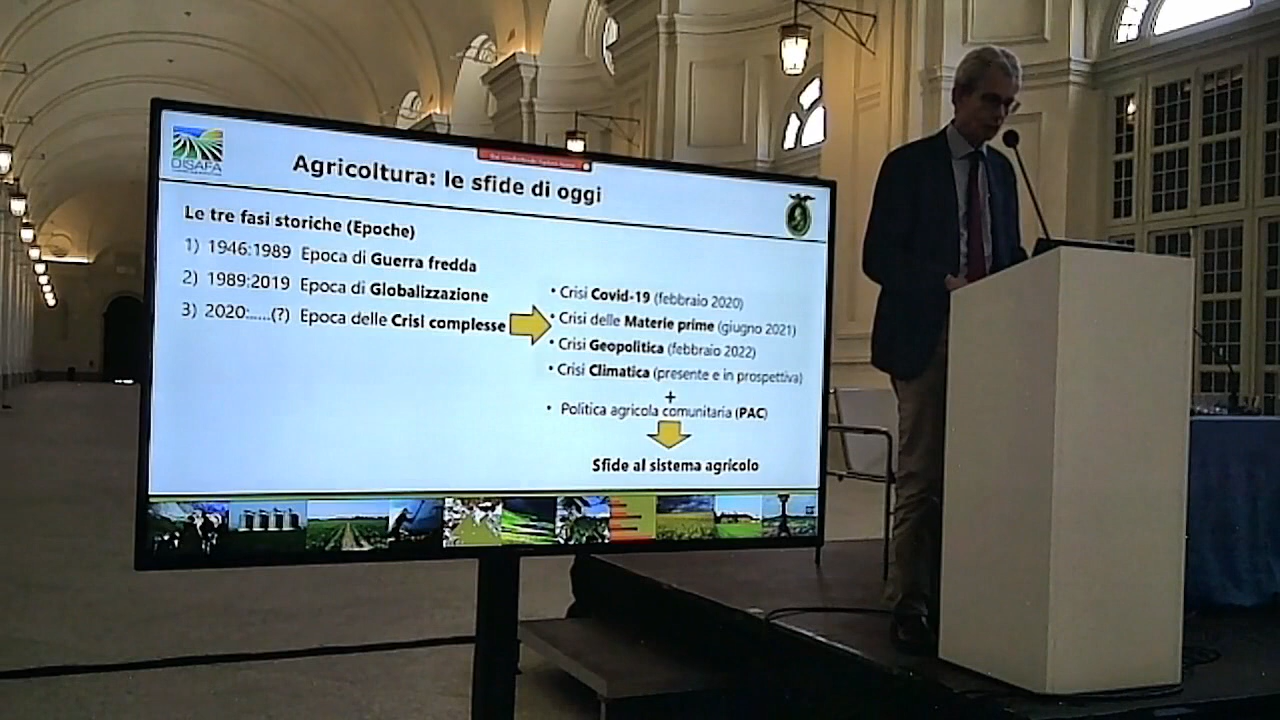 DISAFA
Agricoltura: le sfide di oggi
Le tre fasi storiche (Epoche)
1) 1946:1989 Epoca di Guerra fredda
2) 1989:2019 Epoca di Globalizzazione
3) 2020:.....(?) Epoca delle Crisi complesse
• Crisi Covid-19 (febbraio 2020)
• Crisi delle Materie prime (giugno 2021)
• Crisi Geopolitica (febbraio 2022)
• Crisi Climatica (presente e in prospettiva)
+
• Politica agricola comunitaria (PAC)
Sfide al sistema agricolo